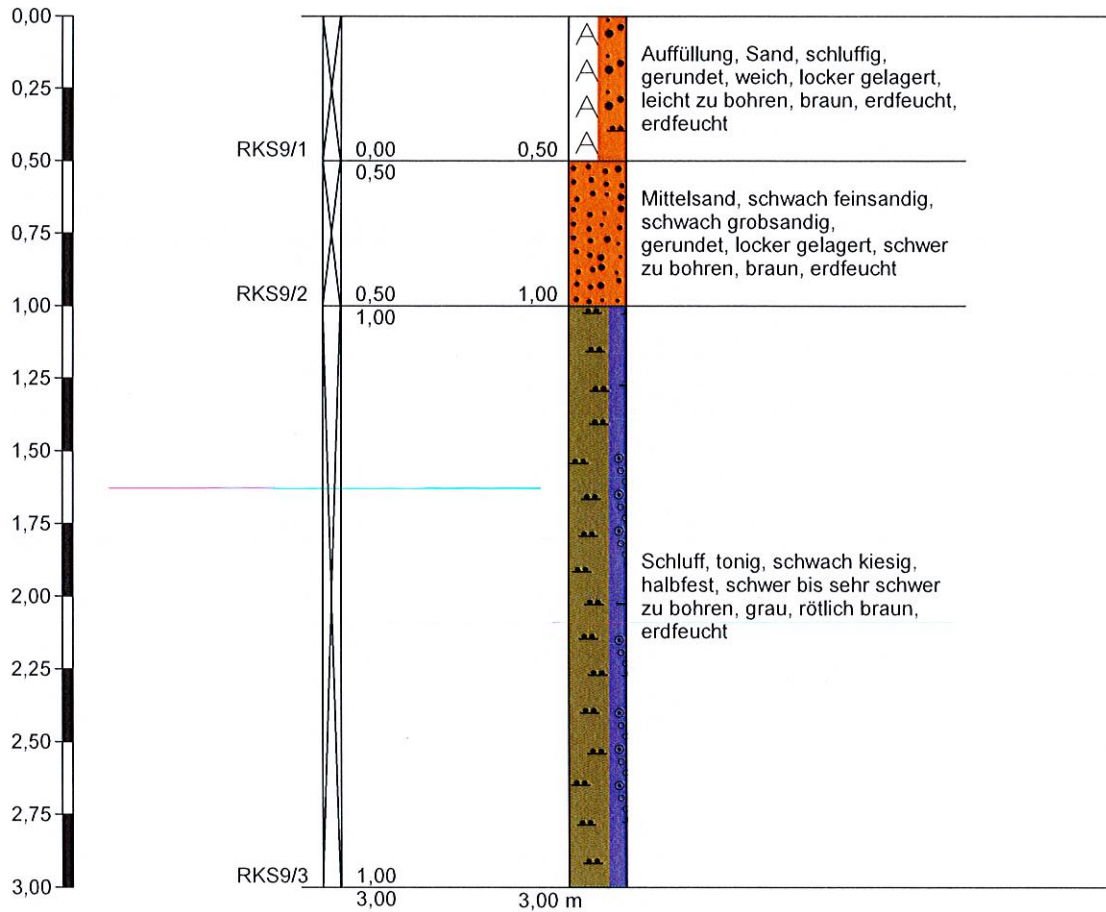 0,00
0,25
0,50
0,75
1,00
1,25
1,50
1,75
2,00
2,25
2,50
2,75
3,00
RKS9/1
0,00
0,50
0,50
A
A
A
A
Auffüllung, Sand, schluffig,
gerundet, weich, locker gelagert,
leicht zu bohren, braun, erdfeucht,
erdfeucht
RKS9/2
0,50
1,00
1,00
Mittelsand, schwach feinsandig,
schwach grobsandig,
gerundet, locker gelagert, schwer
zu bohren, braun, erdfeucht
Schluff, tonig, schwach kiesig,
halbfest, schwer bis sehr schwer
zu bohren, grau, rötlich braun,
erdfeucht
RKS9/3
1,00
3,00
3,00 m